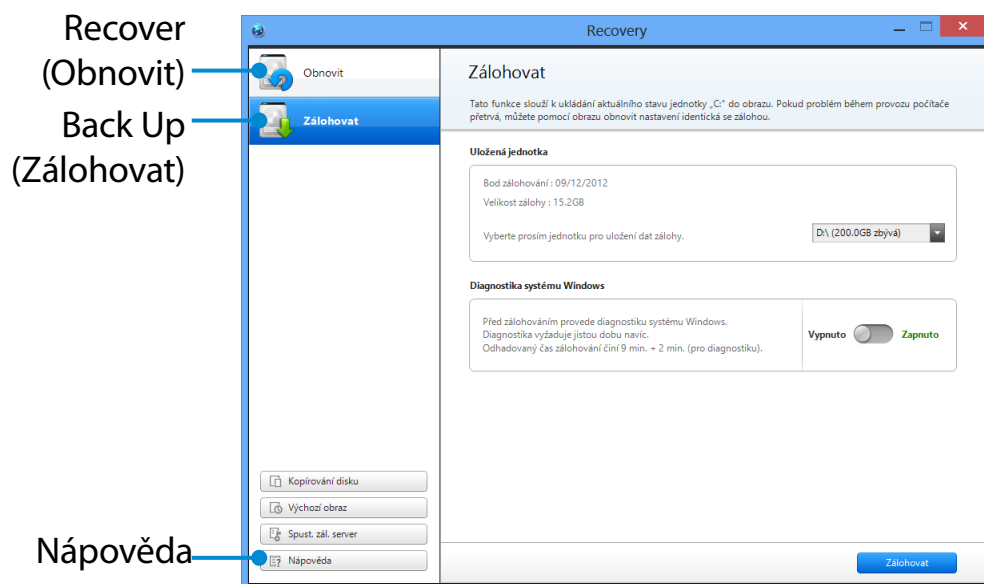 Recover
(Obnovit)
Back Up
(Zálohovat)
Nápověda
Recovery
Obnovit
Zálohovat
Kopírování disku
Výchozí obraz
Spust. zál. server
Nápověda
Zálohovat
Tato funkce slouží k ukládání aktuálního stavu jednotky „C:“ do obrazu. Pokud problém během provozu počítače
přetrvá, můžete pomocí obrazu obnovit nastavení identická se zálohou.
Uložená jednotka
Bod zálohování : 09/12/2012
Velikost zálohy : 15.2GB
Vyberte prosím jednotku pro uložení dat zálohy.
D:\ (200.0GB zbývá)
Diagnostika systému Windows
Před zálohováním provede diagnostiku systému Windows.
Diagnostika vyžaduje jistou dobu navíc.
Odhadovaný čas zálohování činí 9 min. + 2 min. (pro diagnostiku).
Vypnuto Zapnuto
Zálohovat